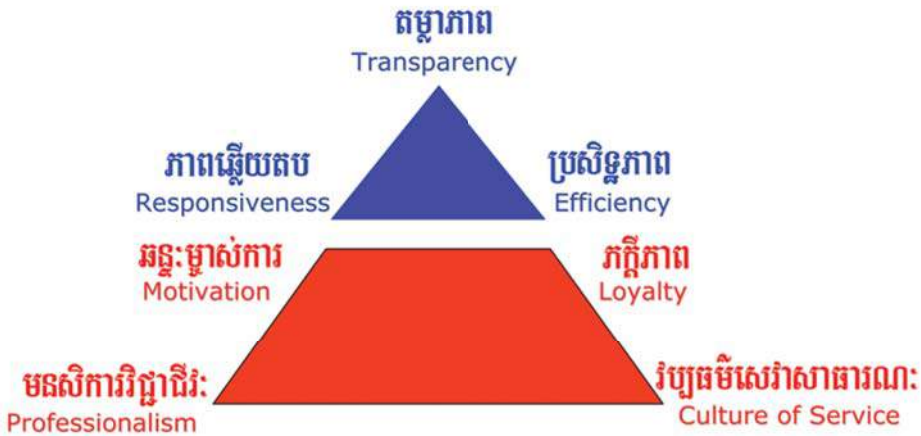 តម្លាភាព
Transparency
ភាពឆ្លើយតប
Responsiveness
ប្រសិទ្ធភាព
Efficiency
ឆន្ទៈម្ចាស់ការ
Motivation
ភក្តីភាព
Loyalty
មនសិការវិជ្ជាជីវៈ
Professionalism
វប្បធម៌សេវាសាធារណៈ
Culture of Service